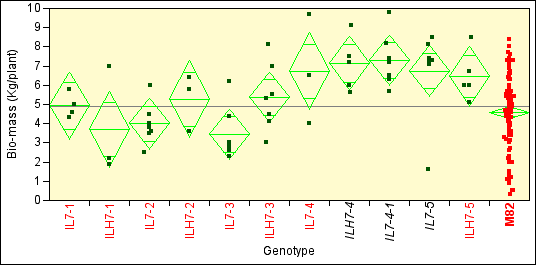 Bio-mass (Kg/plant)
10
9
8
7
6
5
4
3
2
1
0
IL7-1
ILH7-1
IL7-2
ILH7-2
IL7-3
ILH7-3
IL7-4
ILH7-4
IL7-4-1
IL7-5
ILH7-5
M82
Genotype